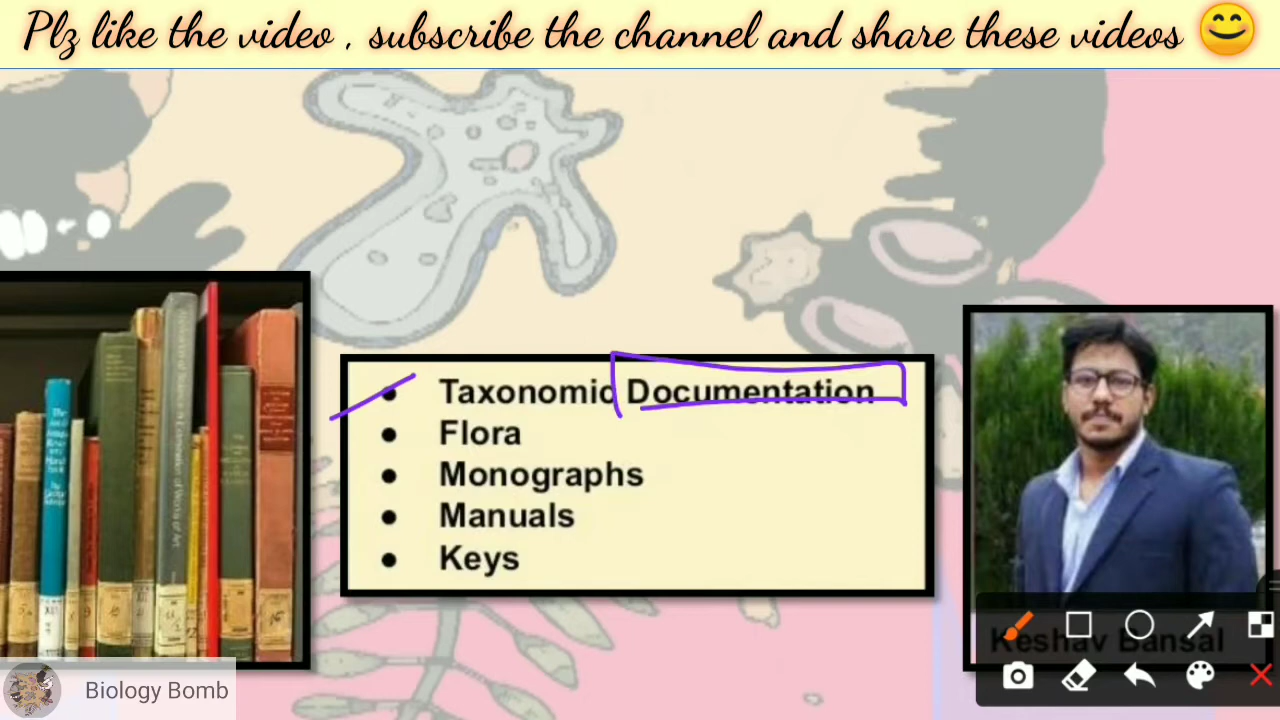 Plz like the video , subscribe the channel and share these videos 😊
Taxonomic Documentation
Flora
Monographs
Manuals
Keys
Keshav Bansal
Biology Bomb